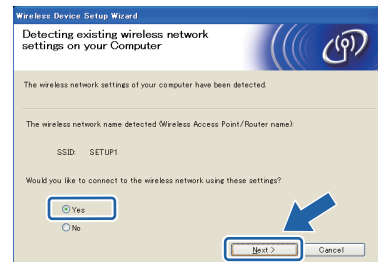 Wireless Device Setup Wizard
Detecting existing wireless network
settings on your Computer
The wireless network settings of your computer have been detected.
The wireless network name detected (Wireless Access Point/Router name):
SSID: SETUP1
Would you like to connect to the wireless network using these settings?
Yes
No
Next >
Cancel